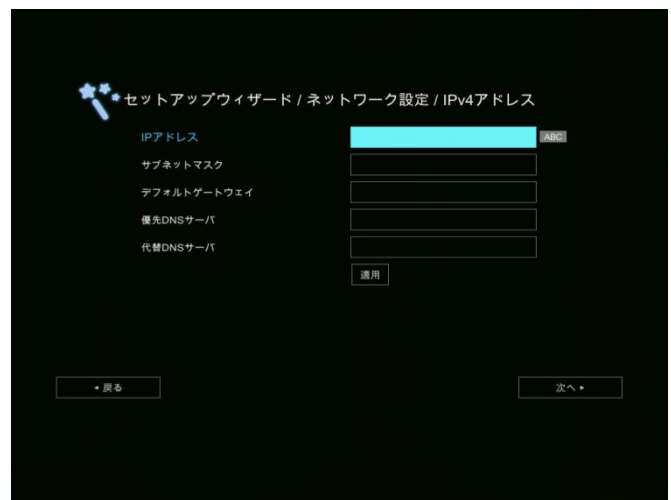 セットアップウィザード / ネットワーク設定 / IPv4アドレス
IPアドレス
ABC
サブネットマスク
デフォルトゲートウェイ
優先DNSサーバ
代替DNSサーバ
適用
◂ 戻る
次へ ▸